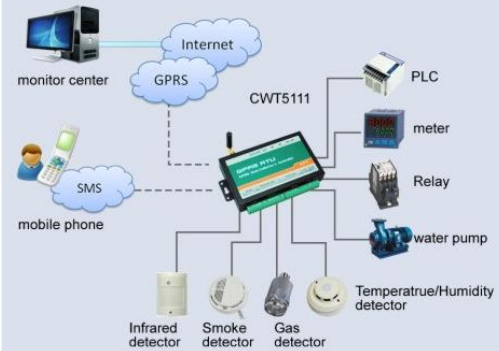 Internet
GPRS
monitor center
CWT5111
PLC
meter
GPRS RTU
Relay
SMS
mobile phone
water pump
Temperatrue/Humidity
detector
Infrared
detector
Smoke
detector
Gas
detector